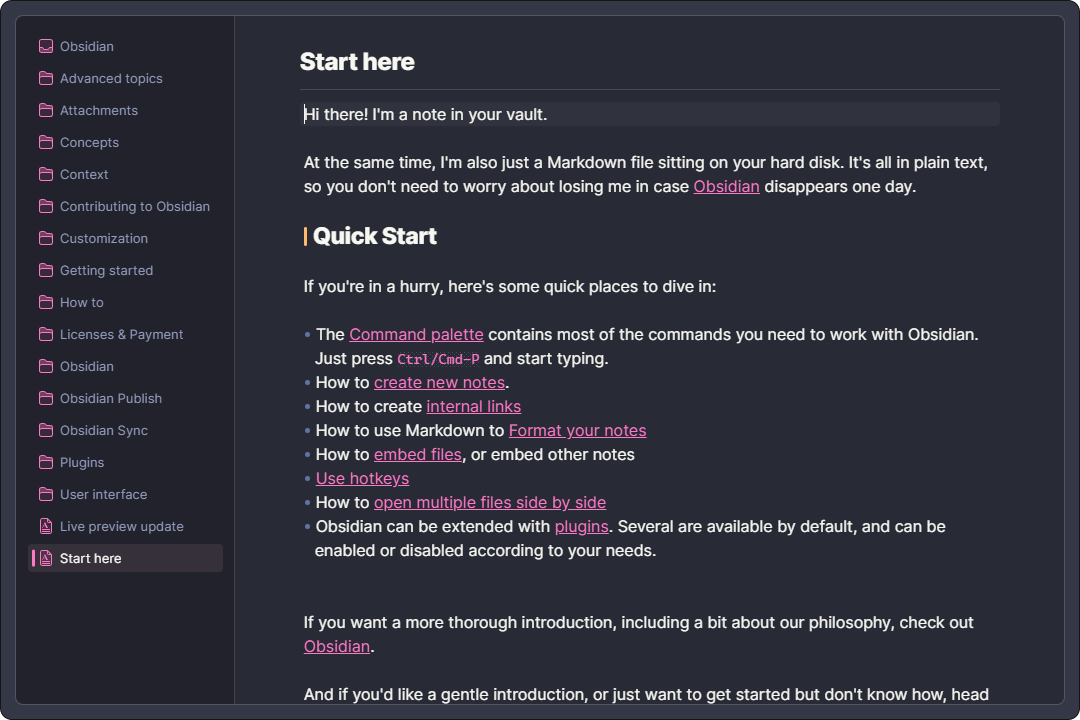 Obsidian
Advanced topics
Attachments
Concepts
Context
Contributing to Obsidian
Customization
Getting started
How to
Licenses & Payment
Obsidian
Obsidian Publish
Obsidian Sync
Plugins
User interface
Live preview update
Start here
Start here
Hi there! I'm a note in your vault.
At the same time, I'm also just a Markdown file sitting on your hard disk. It's all in plain text,
so you don't need to worry about losing me in case Obsidian disappears one day.
Quick Start
If you're in a hurry, here's some quick places to dive in:
• The Command palette contains most of the commands you need to work with Obsidian.
Just press Ctrl/Cmd-P and start typing.
• How to create new notes.
• How to create internal links
• How to use Markdown to Format your notes
• How to embed files, or embed other notes
• Use hotkeys
• How to open multiple files side by side
• Obsidian can be extended with plugins. Several are available by default, and can be
enabled or disabled according to your needs.
If you want a more thorough introduction, including a bit about our philosophy, check out
Obsidian.
And if you'd like a gentle introduction, or just want to get started but don't know how, head